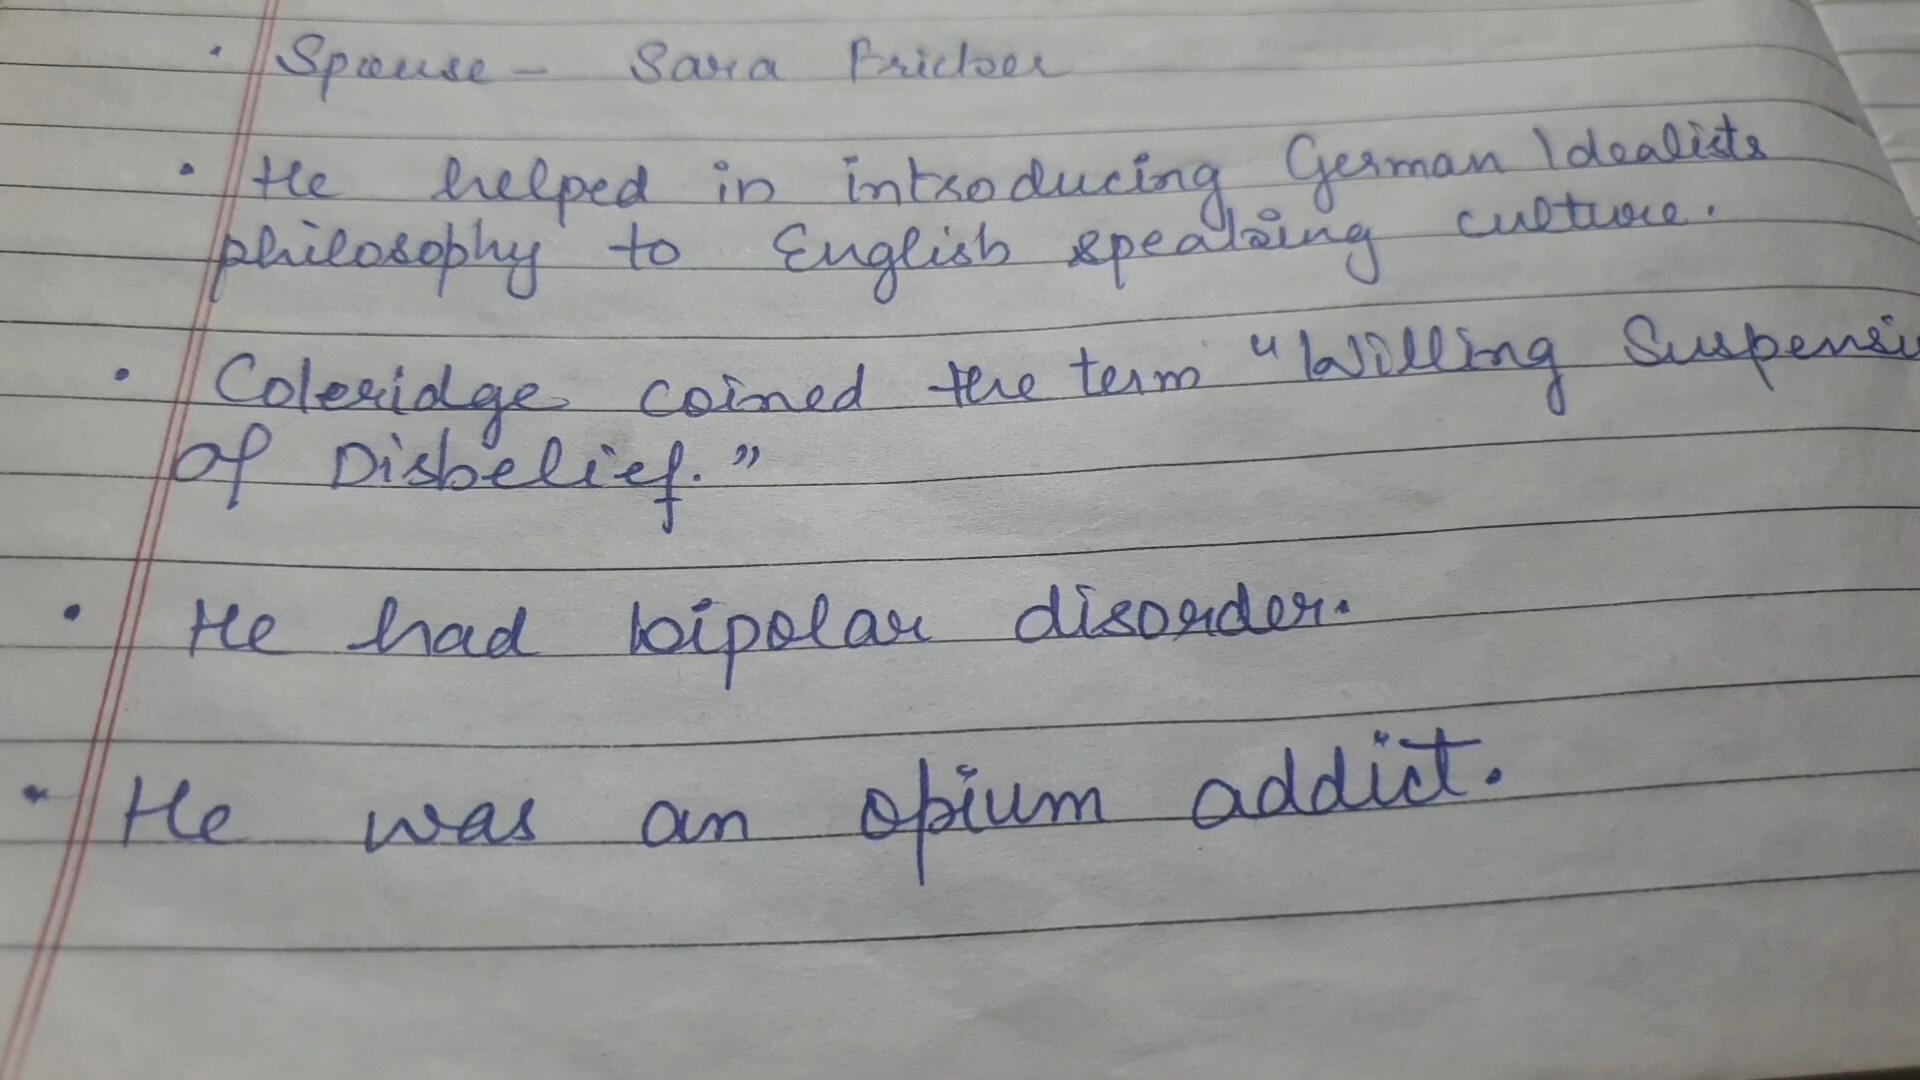 • Spouse - Sara Fricker
• He helped in introducing German Idealists
philosophy to English speaking culture.
• Coleridge coined the term "Willing Suspensi
of Disbelief."
• He had bipolar disorder.
• He was an opium addict.